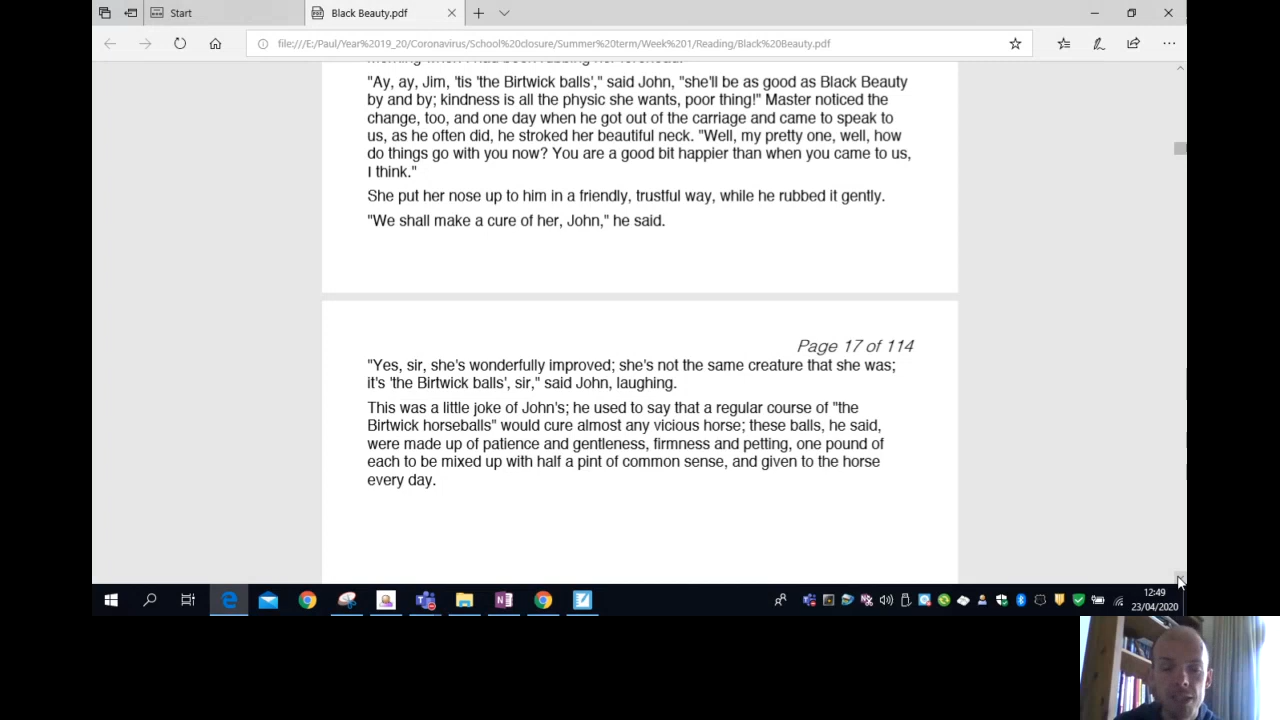 Start
Black Beauty.pdf
file:///E:/Paul/Year%2019_20/Coronavirus/School%20closure/Summer%20term/Week%201/Reading/Black%20Beauty.pdf
morning when I had been rubbing her forehead.
"Ay, ay, Jim, 'tis 'the Birtwick balls'," said John, "she'll be as good as Black Beauty
by and by; kindness is all the physic she wants, poor thing!" Master noticed the
change, too, and one day when he got out of the carriage and came to speak to
us, as he often did, he stroked her beautiful neck. "Well, my pretty one, well, how
do things go with you now? You are a good bit happier than when you came to us,
I think."
She put her nose up to him in a friendly, trustful way, while he rubbed it gently.
"We shall make a cure of her, John," he said.
Page 17 of 114
"Yes, sir, she's wonderfully improved; she's not the same creature that she was;
it's 'the Birtwick balls', sir," said John, laughing.
This was a little joke of John's; he used to say that a regular course of "the
Birtwick horseballs" would cure almost any vicious horse; these balls, he said,
were made up of patience and gentleness, firmness and petting, one pound of
each to be mixed up with half a pint of common sense, and given to the horse
every day.
12:49
23/04/2020